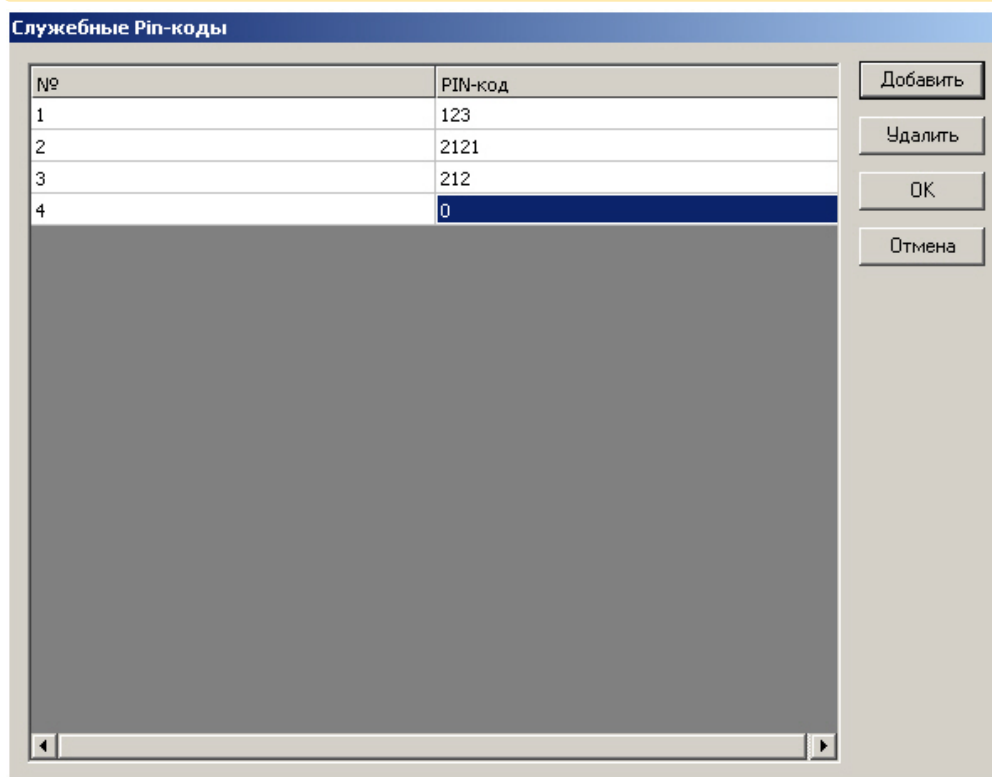 Служебные Pin-коды
№ PIN-код
1 123
2 2121
3 212
4 0
Добавить
Удалить
OK
Отмена